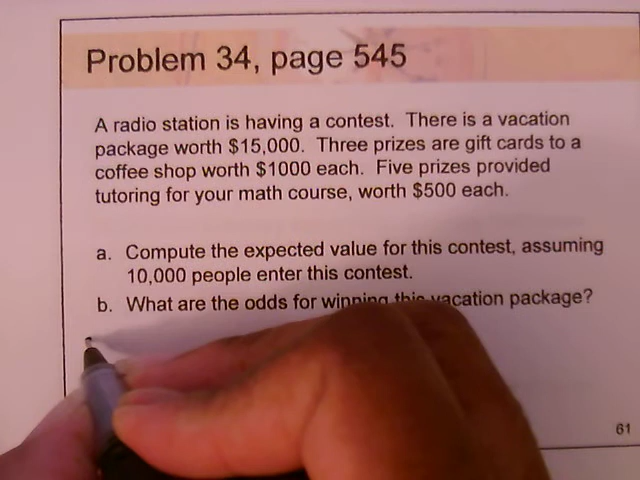 Problem 34, page 545
A radio station is having a contest. There is a vacation
package worth $15,000. Three prizes are gift cards to a
coffee shop worth $1000 each. Five prizes provided
tutoring for your math course, worth $500 each.
a. Compute the expected value for this contest, assuming
10,000 people enter this contest.
b. What are the odds for winning this vacation package?
61